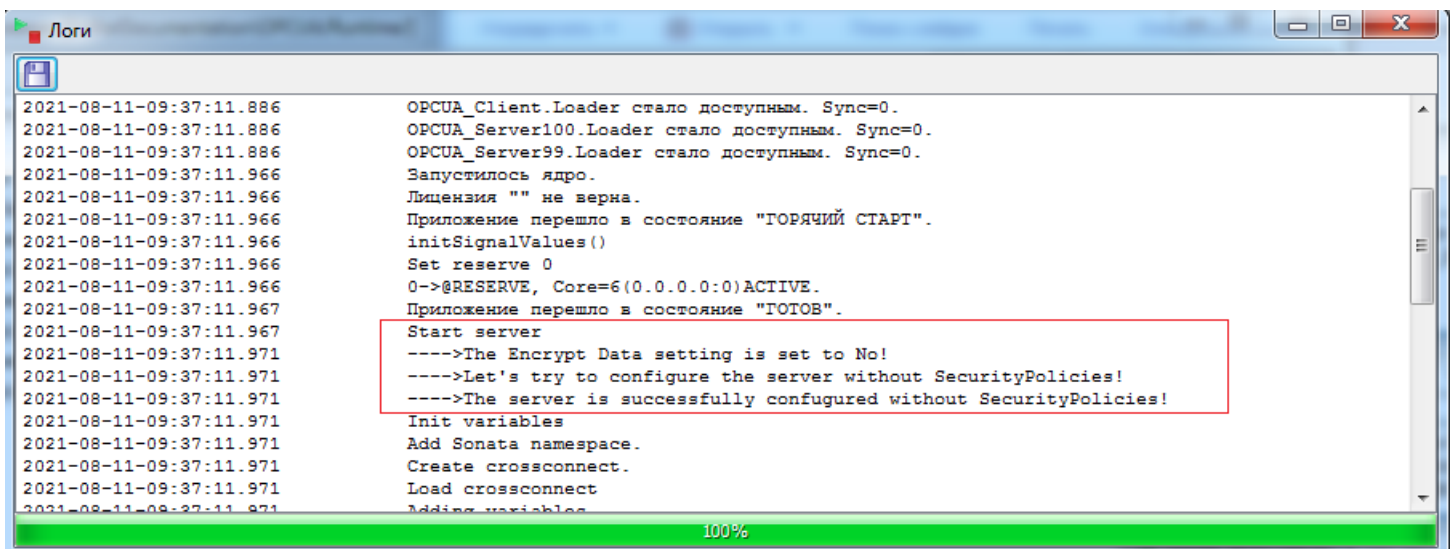 Логи
2021-08-11-09:37:11.886 OPCUA_Client.Loader стало доступным. Sync=0.
2021-08-11-09:37:11.886 OPCUA_Server100.Loader стало доступным. Sync=0.
2021-08-11-09:37:11.886 OPCUA_Server99.Loader стало доступным. Sync=0.
2021-08-11-09:37:11.966 Запустилось ядро.
2021-08-11-09:37:11.966 Лицензия "" не верна.
2021-08-11-09:37:11.966 Приложение перешло в состояние "ГОРЯЧИЙ СТАРТ".
2021-08-11-09:37:11.966 initSignalValues()
2021-08-11-09:37:11.966 Set reserve 0
2021-08-11-09:37:11.966 0->@RESERVE, Core=6(0.0.0.0:0)ACTIVE.
2021-08-11-09:37:11.967 Приложение перешло в состояние "ГОТОВ".
2021-08-11-09:37:11.967 Start server
2021-08-11-09:37:11.971 ---->The Encrypt Data setting is set to No!
2021-08-11-09:37:11.971 ---->Let's try to configure the server without SecurityPolicies!
2021-08-11-09:37:11.971 ---->The server is successfully confugured without SecurityPolicies!
2021-08-11-09:37:11.971 Init variables
2021-08-11-09:37:11.971 Add Sonata namespace.
2021-08-11-09:37:11.971 Create crossconnect.
2021-08-11-09:37:11.971 Load crossconnect
2021-08-11-09:37:11.971 Adding variables
100%